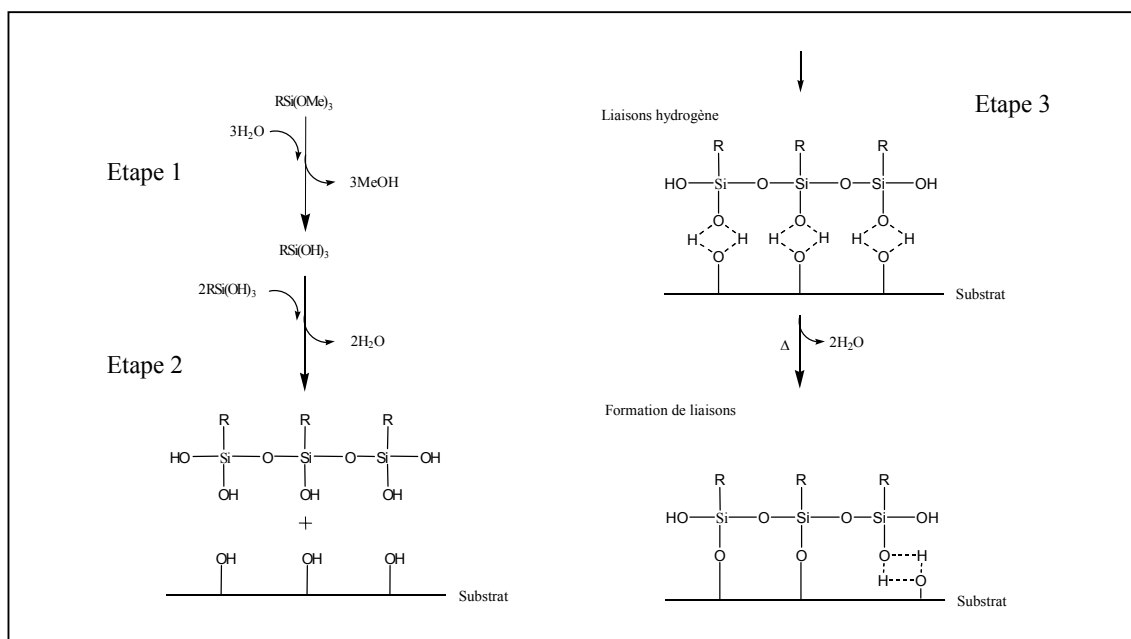 RSi(OMe)3
3H2O
Etape 1
3MeOH
RSi(OH)3
2RSi(OH)3
2H2O
Etape 2
R R R
HO Si O Si O Si OH
OH OH OH
+
OH OH OH
Substrat
Etape 3
Liaisons hydrogène
R R R
HO Si O Si O Si OH
O O O
H H H H H H
O O O
Substrat
Δ 2H2O
Formation de liaisons
R R R
HO Si O Si O Si OH
O O O H
H O
Substrat